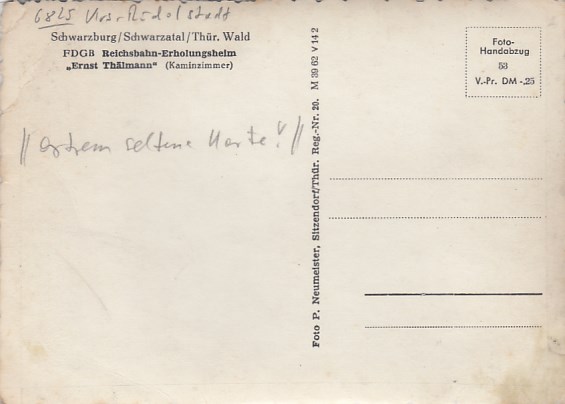 6825 Krs. Rudolstadt
Schwarzburg/Schwarzatal/Thür. Wald
FDGB Reichsbahn-Erholungsheim
„Ernst Thälmann“ (Kaminzimmer)
// extrem seltene Karte! //
Foto P. Neumeister, Sitzendorf/Thür. Reg.-Nr. 20. M 39 62 V 14 2
Foto-
Handabzug
53
V.-Pr. DM -,25